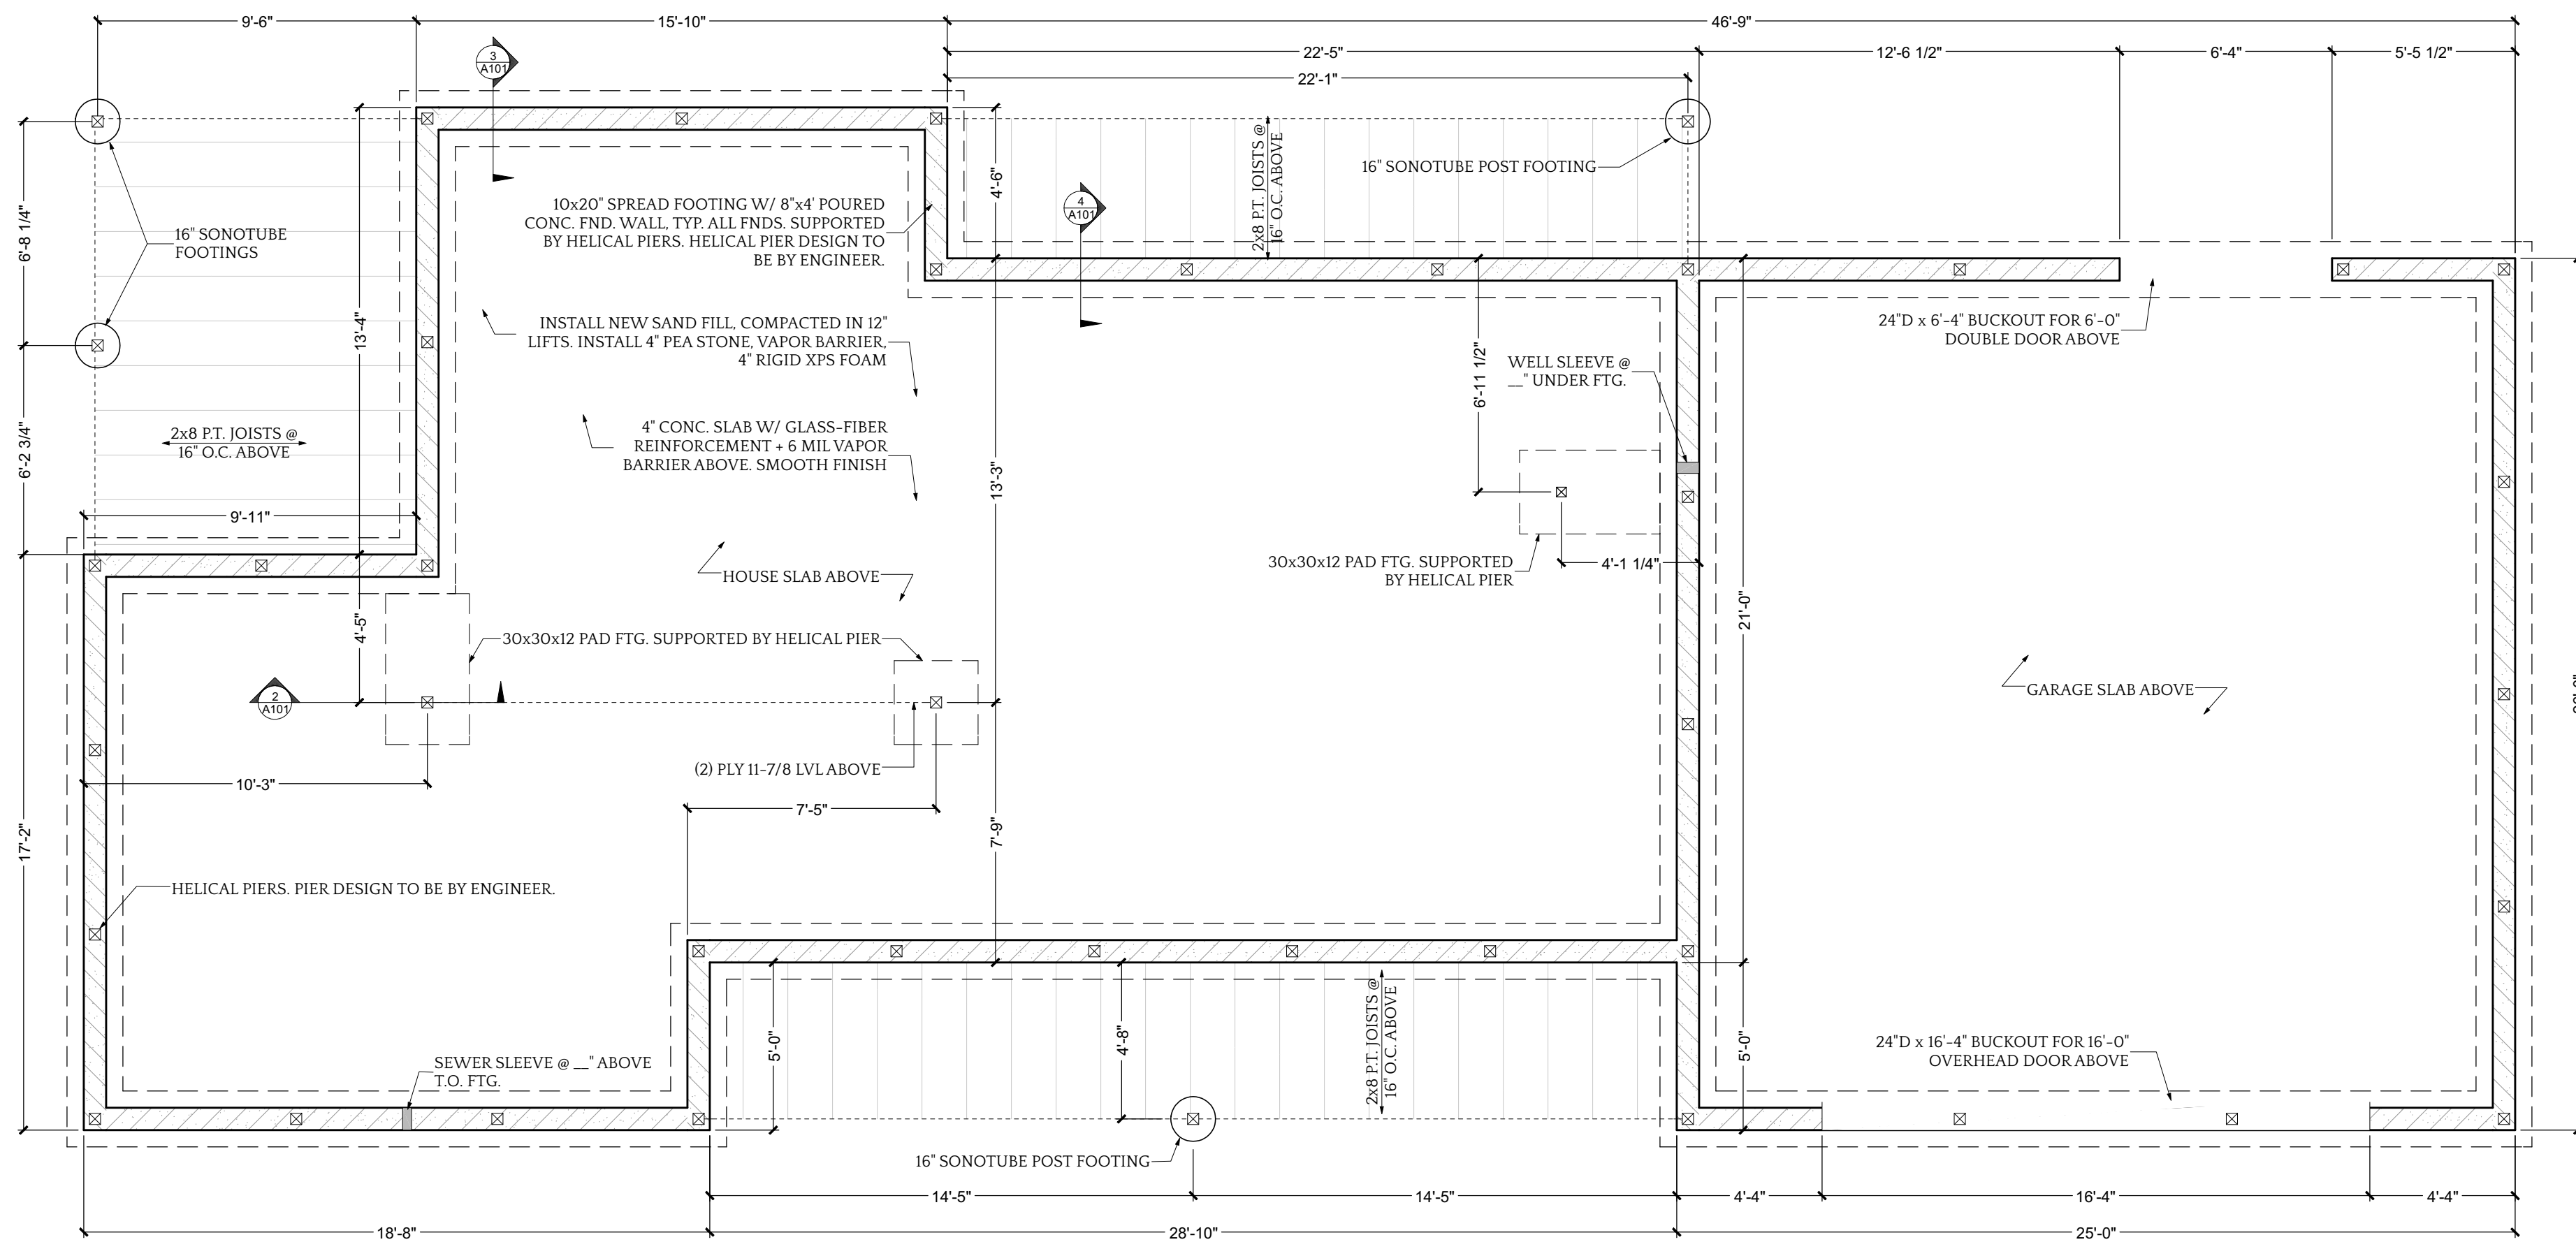 9'-6"
15'-10"
46'-9"
22'-5"
12'-6 1/2"
6'-4"
5'-5 1/2"
22'-1"
3
A101
16" SONOTUBE
FOOTINGS
6'-8 1/4"
6'-2 3/4"
13'-4"
10x20" SPREAD FOOTING W/ 8"x4' POURED
CONC. FND. WALL, TYP. ALL FNDS. SUPPORTED
BY HELICAL PIERS. HELICAL PIER DESIGN TO
BE BY ENGINEER.
4'-6"
4
A101
2x8 P.T. JOISTS @
16" O.C. ABOVE
16" SONOTUBE POST FOOTING
INSTALL NEW SAND FILL, COMPACTED IN 12"
LIFTS. INSTALL 4" PEA STONE, VAPOR BARRIER,
4" RIGID XPS FOAM
24"D x 6'-4" BUCKOUT FOR 6'-0"
DOUBLE DOOR ABOVE
6'-11 1/2"
WELL SLEEVE @
__" UNDER FTG.
2x8 P.T. JOISTS @
16" O.C. ABOVE
4" CONC. SLAB W/ GLASS-FIBER
REINFORCEMENT + 6 MIL VAPOR
BARRIER ABOVE. SMOOTH FINISH
13'-3"
9'-11"
HOUSE SLAB ABOVE
30x30x12 PAD FTG. SUPPORTED
BY HELICAL PIER
4'-1 1/4"
21'-0"
4'-5"
30x30x12 PAD FTG. SUPPORTED BY HELICAL PIER
2
A101
GARAGE SLAB ABOVE
(2) PLY 11-7/8 LVL ABOVE
10'-3"
7'-5"
7'-9"
17'-2"
HELICAL PIERS. PIER DESIGN TO BE BY ENGINEER.
SEWER SLEEVE @ __" ABOVE
T.O. FTG.
5'-0"
4'-8"
2x8 P.T. JOISTS @
16" O.C. ABOVE
5'-0"
24"D x 16'-4" BUCKOUT FOR 16'-0"
OVERHEAD DOOR ABOVE
16" SONOTUBE POST FOOTING
14'-5"
14'-5"
4'-4"
16'-4"
4'-4"
18'-8"
28'-10"
25'-0"